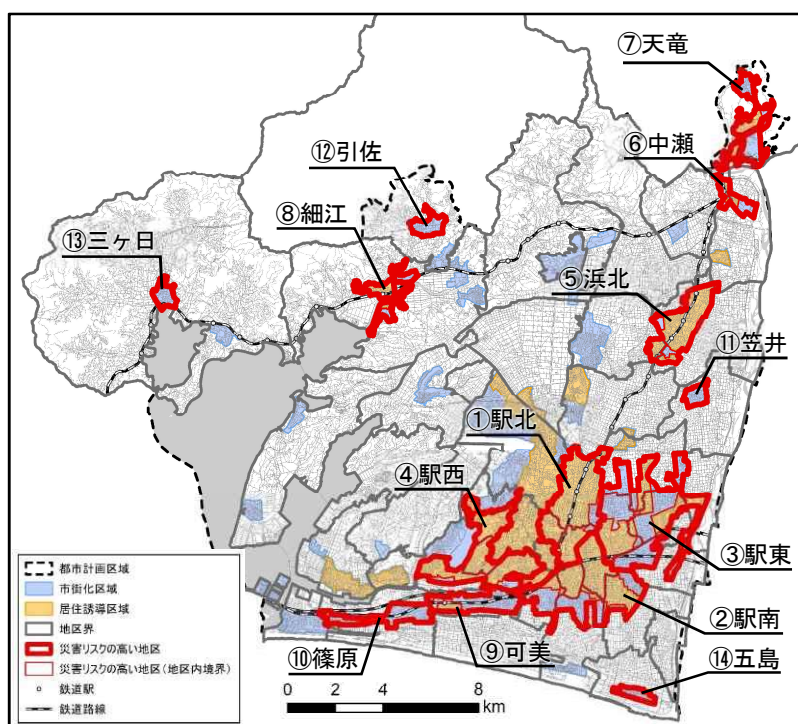 ⑦天竜
⑥中瀬
⑫引佐
⑧細江
⑬三ヶ日
⑤浜北
⑪笠井
①駅北
④駅西
③駅東
②駅南
⑨可美
⑩篠原
⑭五島
都市計画区域
市街化区域
居住誘導区域
地区界
災害リスクの高い地区
災害リスクの高い地区(地区内境界)
鉄道駅
鉄道路線
0 2 4 8
km